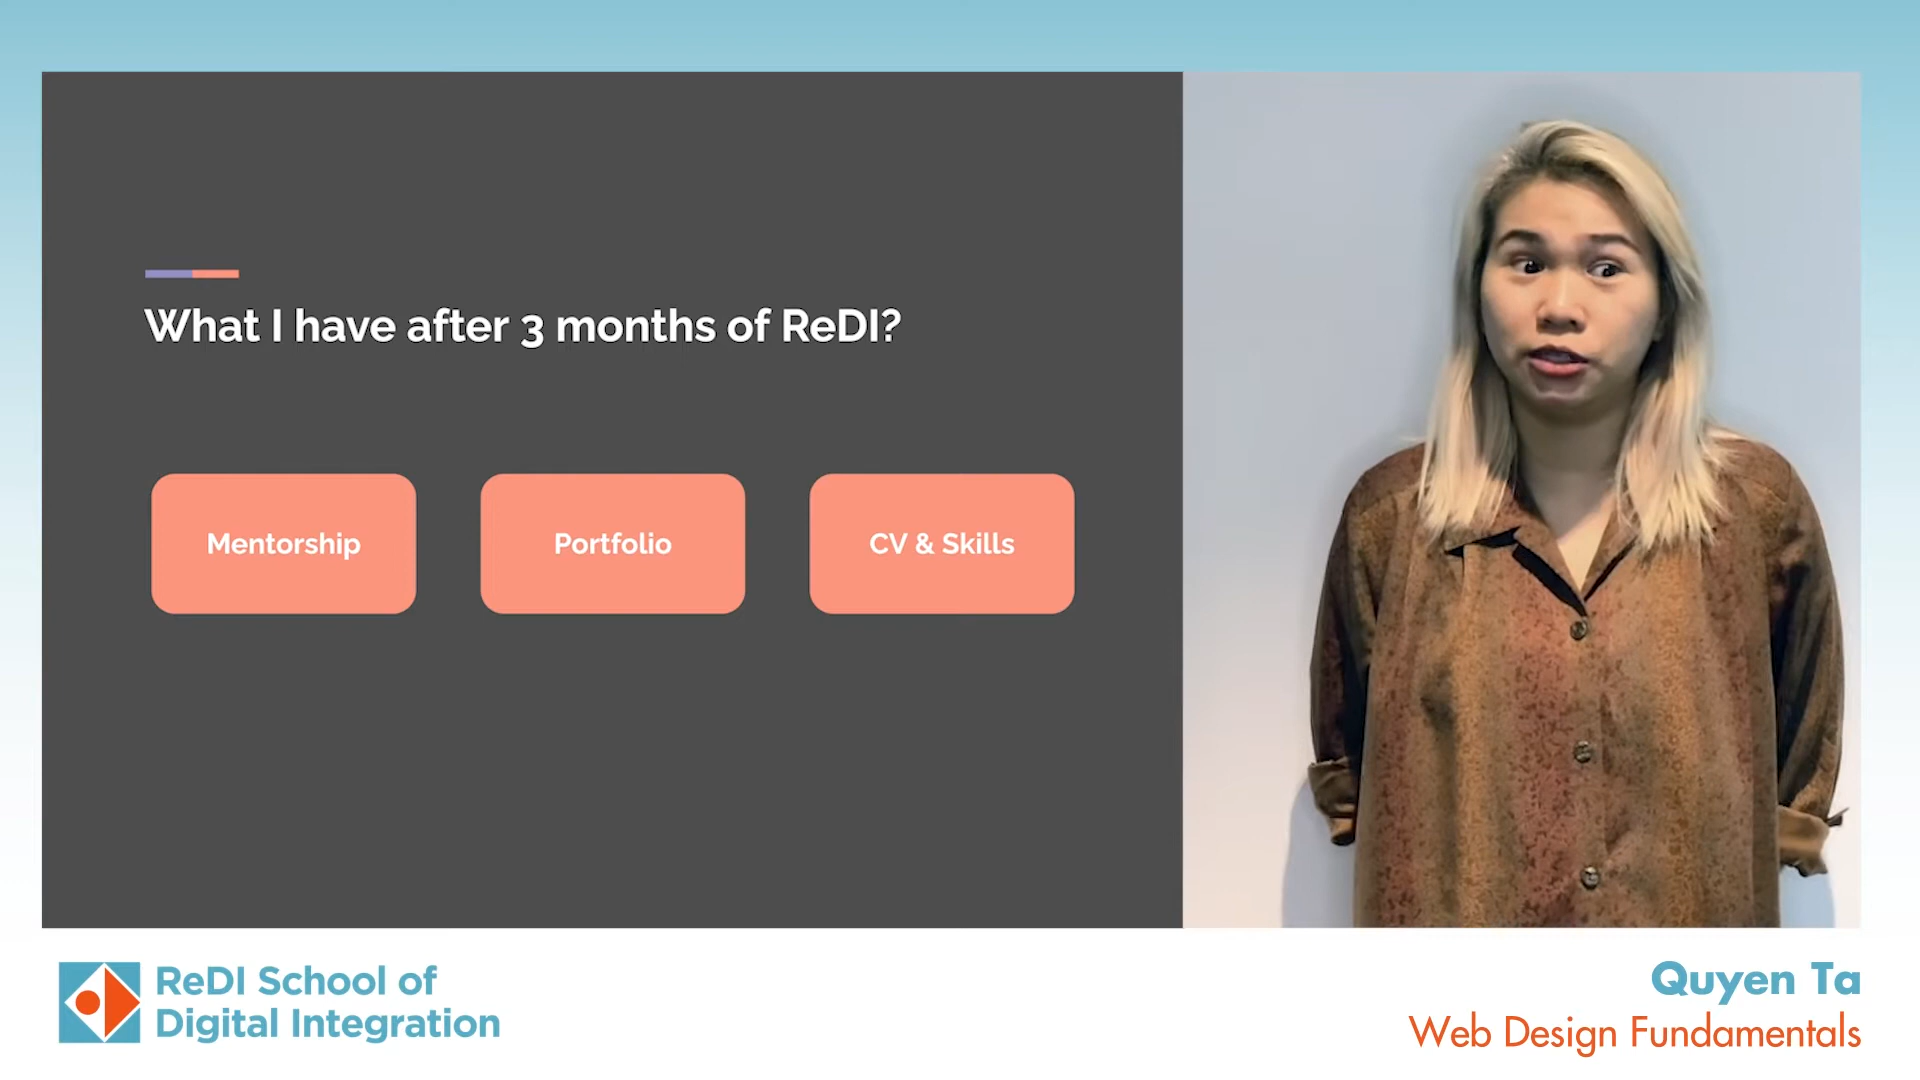 What I have after 3 months of ReDI?
Mentorship
Portfolio
CV & Skills
ReDI School of
Digital Integration
Quyen Ta
Web Design Fundamentals